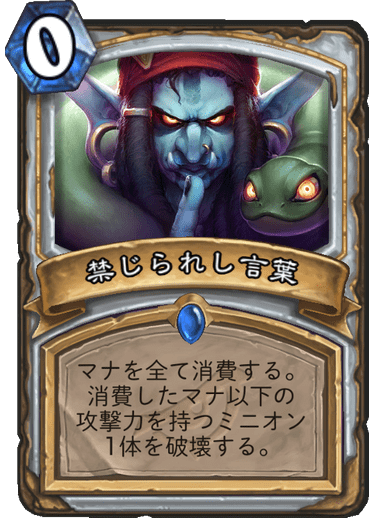 0
禁じられし言葉
マナを全て消費する。
消費したマナ以下の
攻撃力を持つミニオン
1体を破壊する。